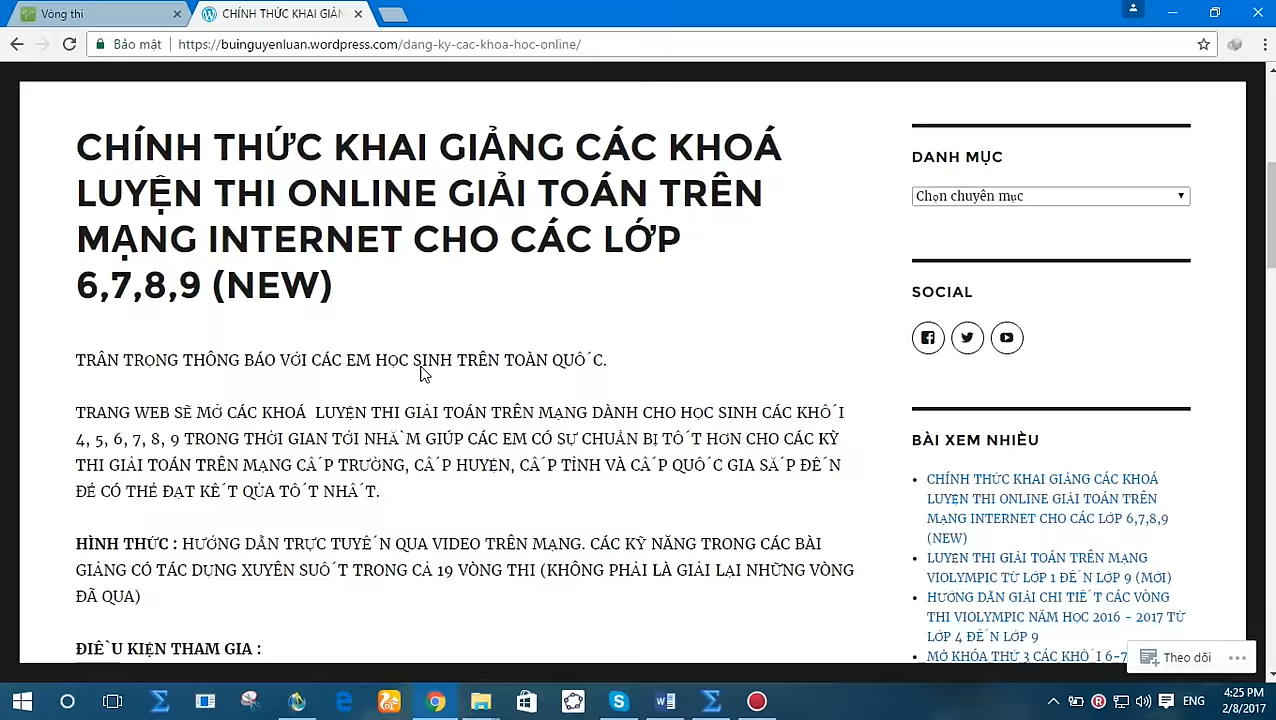 Vòng thi
CHÍNH THỨC KHAI GIẢN
Bảo mật
https://buinguyenluan.wordpress.com/dang-ky-cac-khoa-hoc-online/
CHÍNH THỨC KHAI GIẢNG CÁC KHOÁ
LUYỆN THI ONLINE GIẢI TOÁN TRÊN
MẠNG INTERNET CHO CÁC LỚP
6,7,8,9 (NEW)
TRÂN TRỌNG THÔNG BÁO VỚI CÁC EM HỌC SINH TRÊN TOÀN QUỐC.
TRANG WEB SẼ MỞ CÁC KHOÁ LUYỆN THI GIẢI TOÁN TRÊN MẠNG DÀNH CHO HỌC SINH CÁC KHỐI
4, 5, 6, 7, 8, 9 TRONG THỜI GIAN TỚI NHẰM GIÚP CÁC EM CÓ SỰ CHUẨN BỊ TỐT HƠN CHO CÁC KỲ
THI GIẢI TOÁN TRÊN MẠNG CẤP TRƯỜNG, CẤP HUYỆN, CẤP TỈNH VÀ CẤP QUỐC GIA SẮP ĐẾN
ĐỂ CÓ THỂ ĐẠT KẾT QỦA TỐT NHẤT.
HÌNH THỨC : HƯỚNG DẪN TRỰC TUYẾN QUA VIDEO TRÊN MẠNG. CÁC KỸ NĂNG TRONG CÁC BÀI
GIẢNG CÓ TÁC DỤNG XUYÊN SUỐT TRONG CẢ 19 VÒNG THI (KHÔNG PHẢI LÀ GIẢI LẠI NHỮNG VÒNG
ĐÃ QUA)
ĐIỀU KIỆN THAM GIA :
DANH MỤC
Chọn chuyên mục
SOCIAL
BÀI XEM NHIỀU
CHÍNH THỨC KHAI GIẢNG CÁC KHOÁ
LUYỆN THI ONLINE GIẢI TOÁN TRÊN
MẠNG INTERNET CHO CÁC LỚP 6,7,8,9
(NEW)
LUYỆN THI GIẢI TOÁN TRÊN MẠNG
VIOLYMPIC TỪ LỚP 1 ĐẾN LỚP 9 (MỚI)
HƯỚNG DẪN GIẢI CHI TIẾT CÁC VÒNG
THI VIOLYMPIC NĂM HỌC 2016 - 2017 TỪ
LỚP 4 ĐẾN LỚP 9
MỞ KHÓA THỨ 3 CÁC KHỐI 6-7
Theo dõi
ENG
4:25 PM
2/8/2017